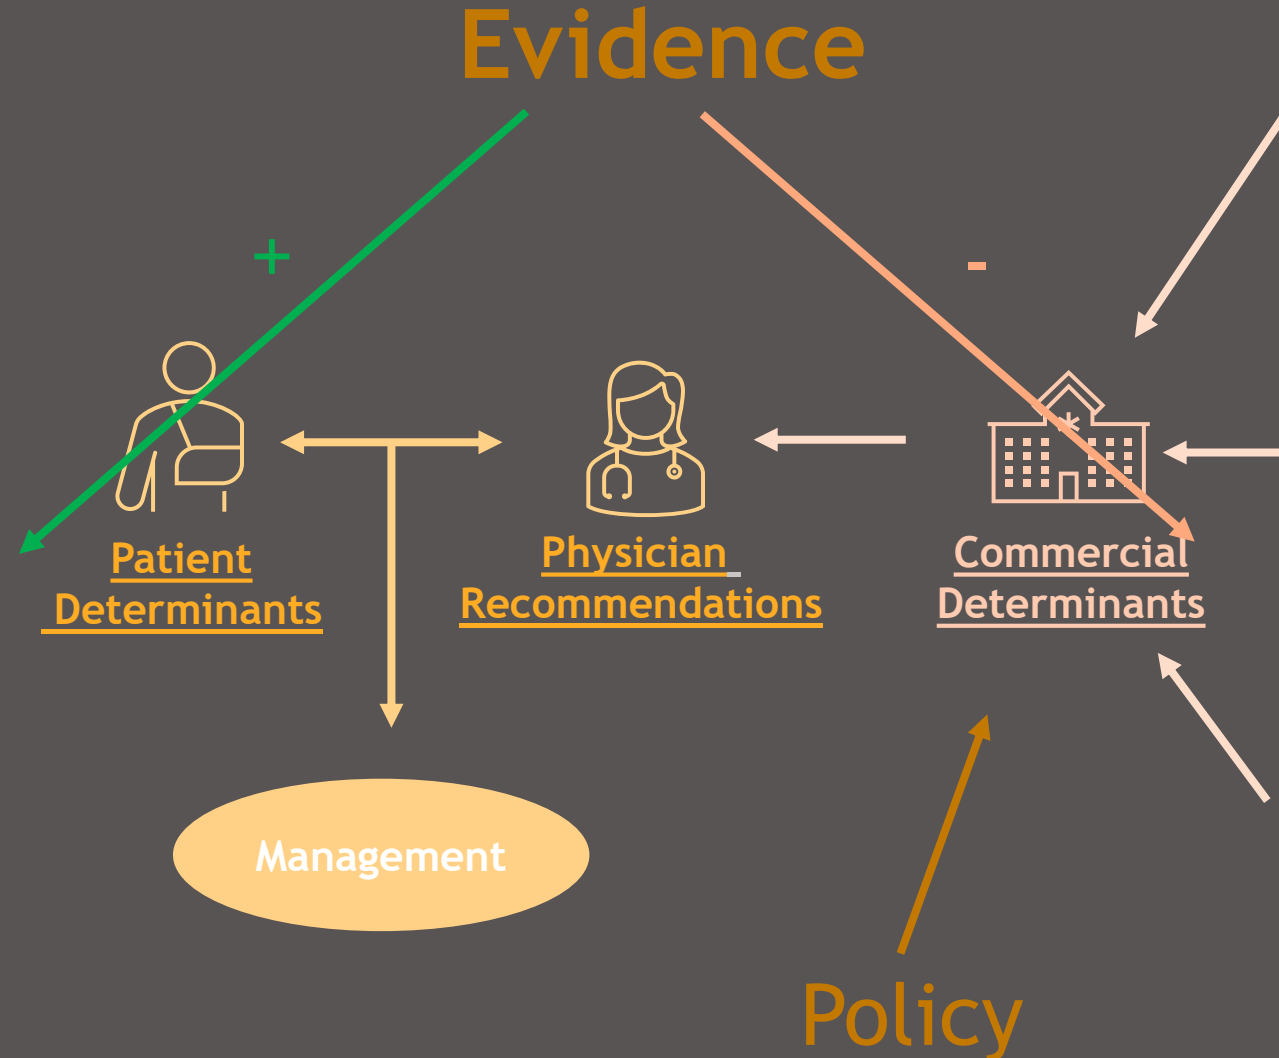 Evidence
+
-
Patient
Determinants
Physician
Recommendations
Commercial
Determinants
Management
Policy